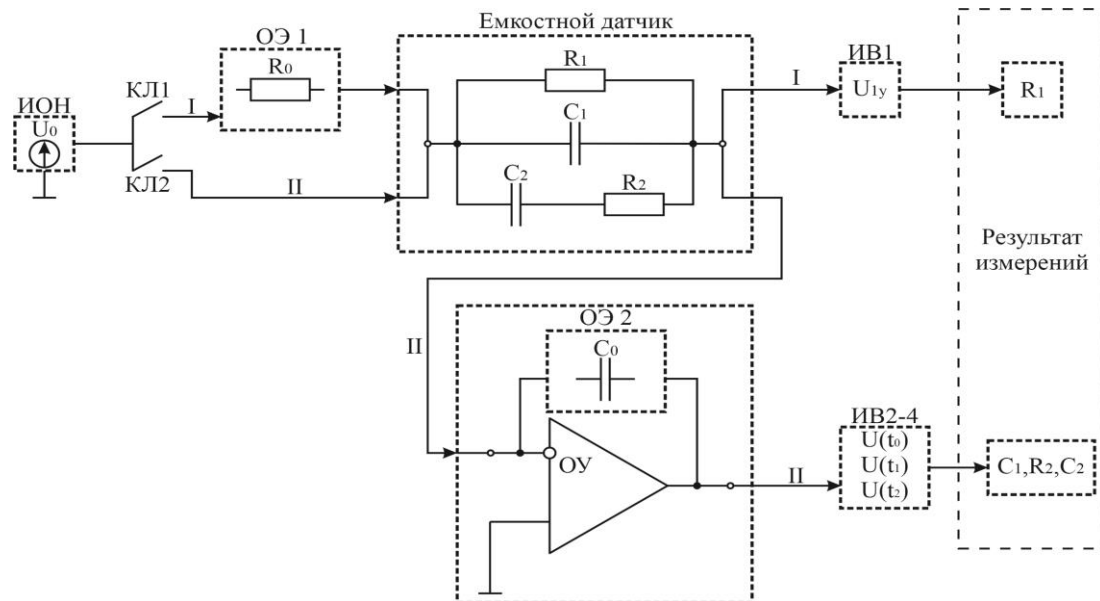 Емкостной датчик
ОЭ 1
R₀
R₁
ИВ1
КЛ1
I
I
U₁y
R₁
ИОН
U₀
C₁
C₂
R₂
КЛ2
II
Результат
измерений
ОЭ 2
II
C₀
ИВ2-4
ОУ
U(t₀)
U(t₁)
U(t₂)
II
C₁,R₂,C₂